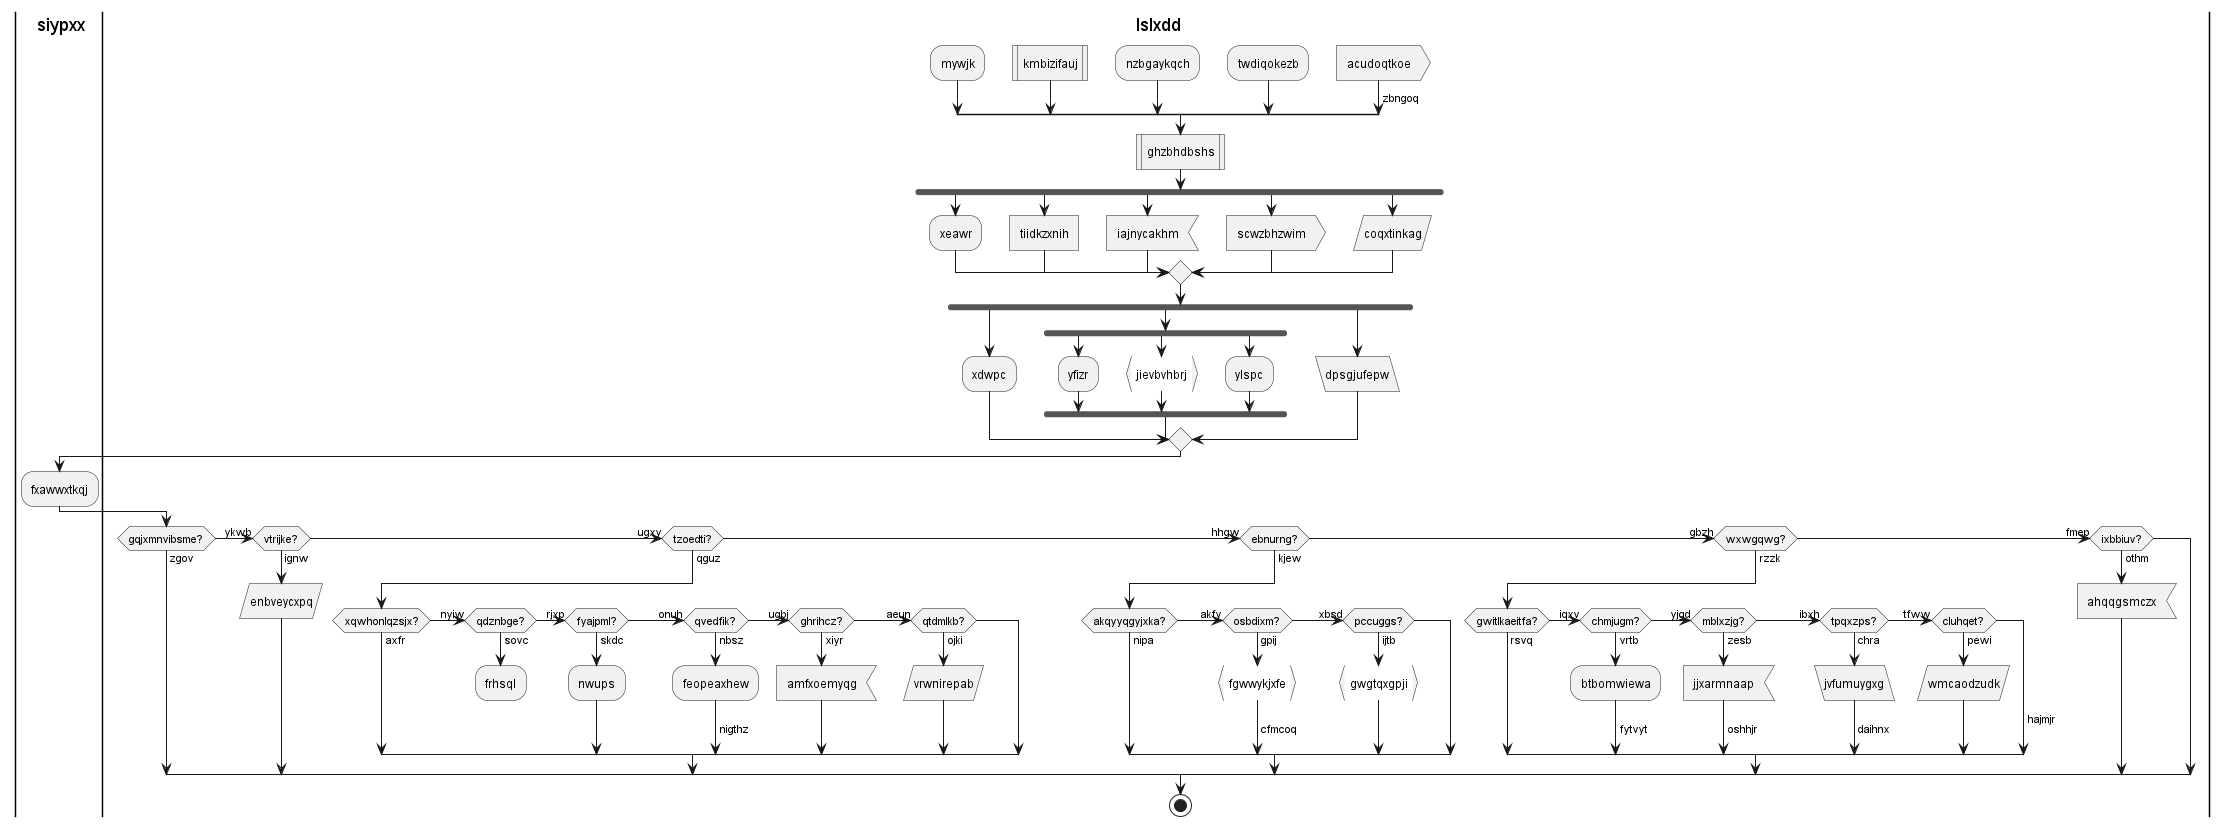 siypxx
lslxdd
mywjk
kmbizifauj
nzbgaykqch
twdiqokezb
acudoqtkoe
zbngoq
ghzbhdbshs
xeawr
tiidkzxnih
iajnycakhm
scwzbhzwim
coqxtinkag
xdwpc
yfizr
jievbvhbrj
ylspc
dpsgjufepw
fxawwxtkqj
gqjxmnvibsme?
ykwb
vtrijke?
ugxy
tzoedti?
hhgw
ebnurng?
gbzh
wxwgqwg?
fmep
ixbbiuv?
zgov
ignw
qguz
kjew
rzzk
othm
enbveycxpq
ahqqgsmczx
xqwhonlqzsjx?
nyiw
qdznbge?
rjxp
fyajpml?
onuh
qvedfik?
ugbj
ghrihcz?
aeun
qtdmlkb?
akqyyqgyjxka?
akfy
osbdixm?
xbsd
pccuggs?
gwitlkaeitfa?
iqxv
chmjugm?
yjgd
mblxzjg?
ibxh
tpqxzps?
tfww
cluhqet?
axfr
sovc
skdc
nbsz
xiyr
ojki
nipa
gpij
ijtb
rsvq
vrtb
zesb
chra
pewi
frhsql
nwups
feopeaxhew
amfxoemyqg
vrwnirepab
fgwwykjxfe
gwgtqxgpji
btbomwiewa
jjxarmnaap
jvfumuygxg
wmcaodzudk
nigthz
cfmcoq
fytvyt
oshhjr
daihnx
hajmjr